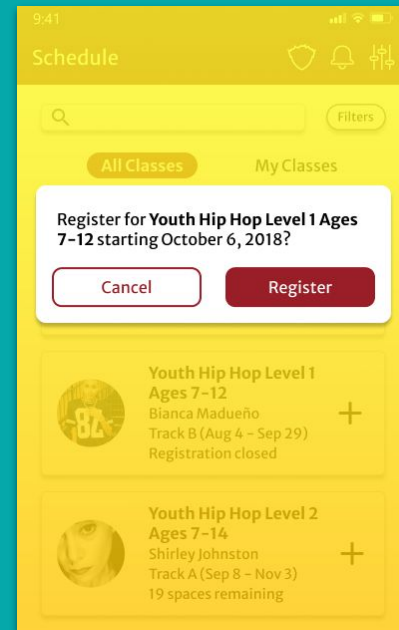 9:41
Schedule
Filters
All Classes My Classes
Register for Youth Hip Hop Level 1 Ages
7-12 starting October 6, 2018?
Cancel Register
Youth Hip Hop Level 1
Ages 7-12
Bianca Madueño
Track B (Aug 4 - Sep 29)
Registration closed
Youth Hip Hop Level 2
Ages 7-14
Shirley Johnston
Track A (Sep 8 - Nov 3)
19 spaces remaining